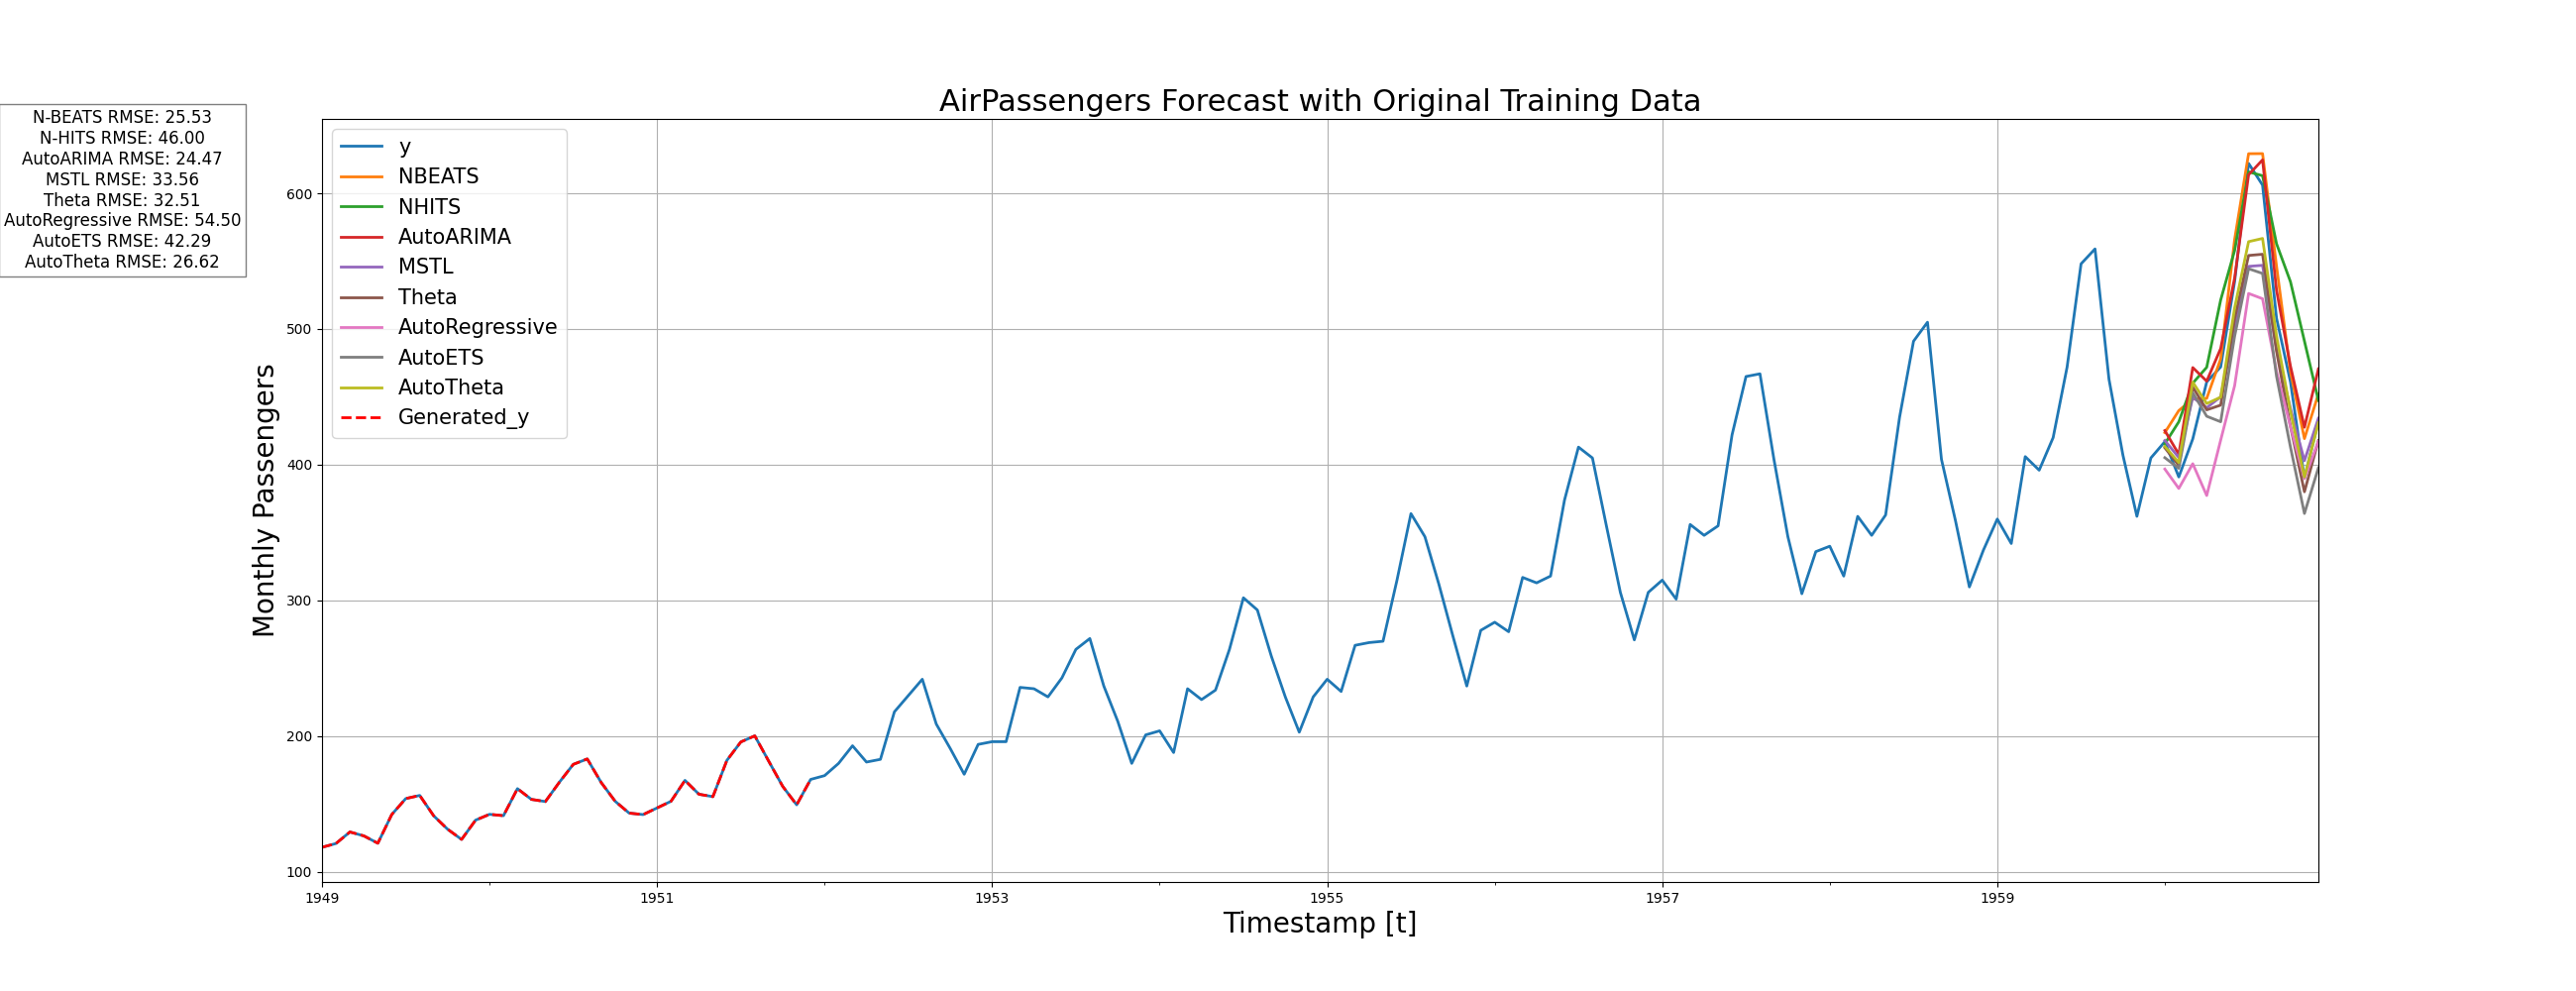 AirPassengers Forecast with Original Training Data
N-BEATS RMSE: 25.53
N-HITS RMSE: 46.00
AutoARIMA RMSE: 24.47
MSTL RMSE: 33.56
Theta RMSE: 32.51
AutoRegressive RMSE: 54.50
AutoETS RMSE: 42.29
AutoTheta RMSE: 26.62
y
NBEATS
NHITS
AutoARIMA
MSTL
Theta
AutoRegressive
AutoETS
AutoTheta
Generated_y
Monthly Passengers
600
500
400
300
200
100
1949 1951 1953 1955 1957 1959
Timestamp [t]